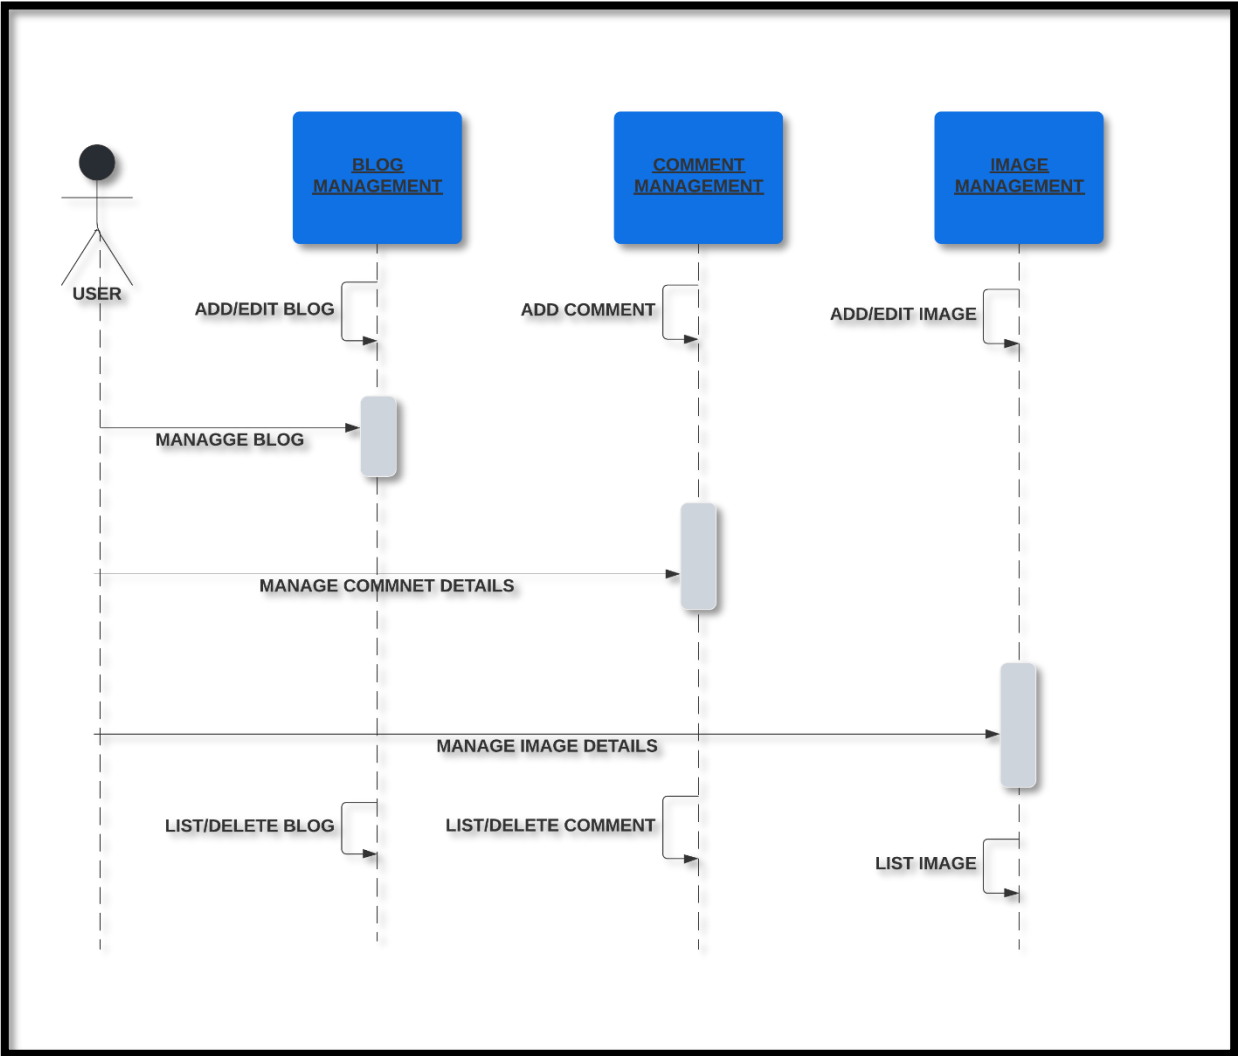 BLOG
MANAGEMENT
COMMENT
MANAGEMENT
IMAGE
MANAGEMENT
USER
ADD/EDIT BLOG
ADD COMMENT
ADD/EDIT IMAGE
MANAGGE BLOG
MANAGE COMMNET DETAILS
MANAGE IMAGE DETAILS
LIST/DELETE BLOG
LIST/DELETE COMMENT
LIST IMAGE